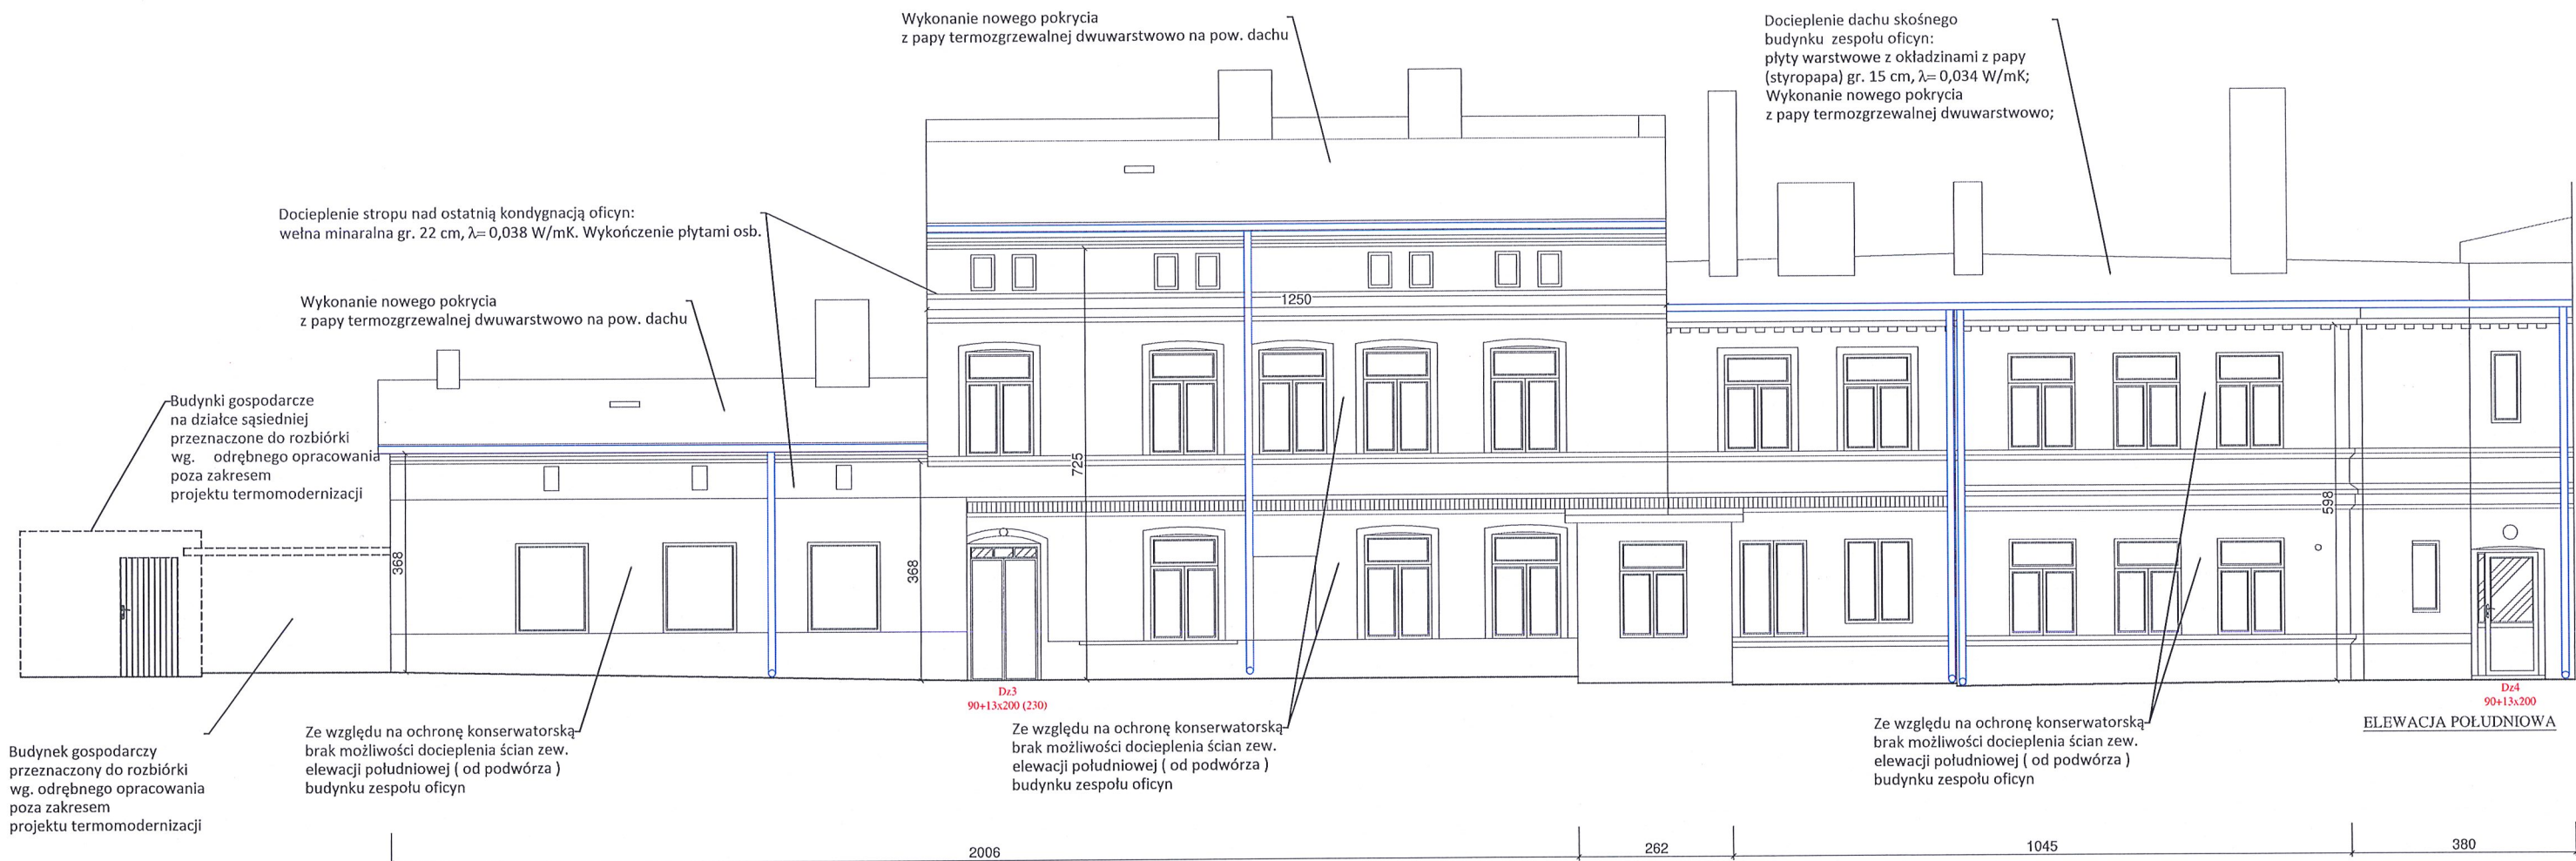 Wykonanie nowego pokrycia
z papy termozgrzewalnej dwuwarstwowo na pow. dachu
Docieplenie dachu skośnego
budynku zespołu oficyn:
płyty warstwowe z okładzinami z papy
(styropapa) gr. 15 cm, λ= 0,034 W/mK;
Wykonanie nowego pokrycia
z papy termozgrzewalnej dwuwarstwowo;
Docieplenie stropu nad ostatnią kondygnacją oficyn:
wełna minaralna gr. 22 cm, λ= 0,038 W/mK. Wykończenie płytami osb.
Wykonanie nowego pokrycia
z papy termozgrzewalnej dwuwarstwowo na pow. dachu
1250
Budynki gospodarcze
na działce sąsiedniej
przeznaczone do rozbiórki
wg. odrębnego opracowania
poza zakresem
projektu termomodernizacji
725
598
368
368
Dz3
90+13x200 (230)
Dz4
90+13x200
ELEWACJA POŁUDNIOWA
Budynek gospodarczy
przeznaczony do rozbiórki
wg. odrębnego opracowania
poza zakresem
projektu termomodernizacji
Ze względu na ochronę konserwatorską
brak możliwości docieplenia ścian zew.
elewacji południowej ( od podwórza )
budynku zespołu oficyn
Ze względu na ochronę konserwatorską
brak możliwości docieplenia ścian zew.
elewacji południowej ( od podwórza )
budynku zespołu oficyn
Ze względu na ochronę konserwatorską
brak możliwości docieplenia ścian zew.
elewacji południowej ( od podwórza )
budynku zespołu oficyn
2006
262
1045
380